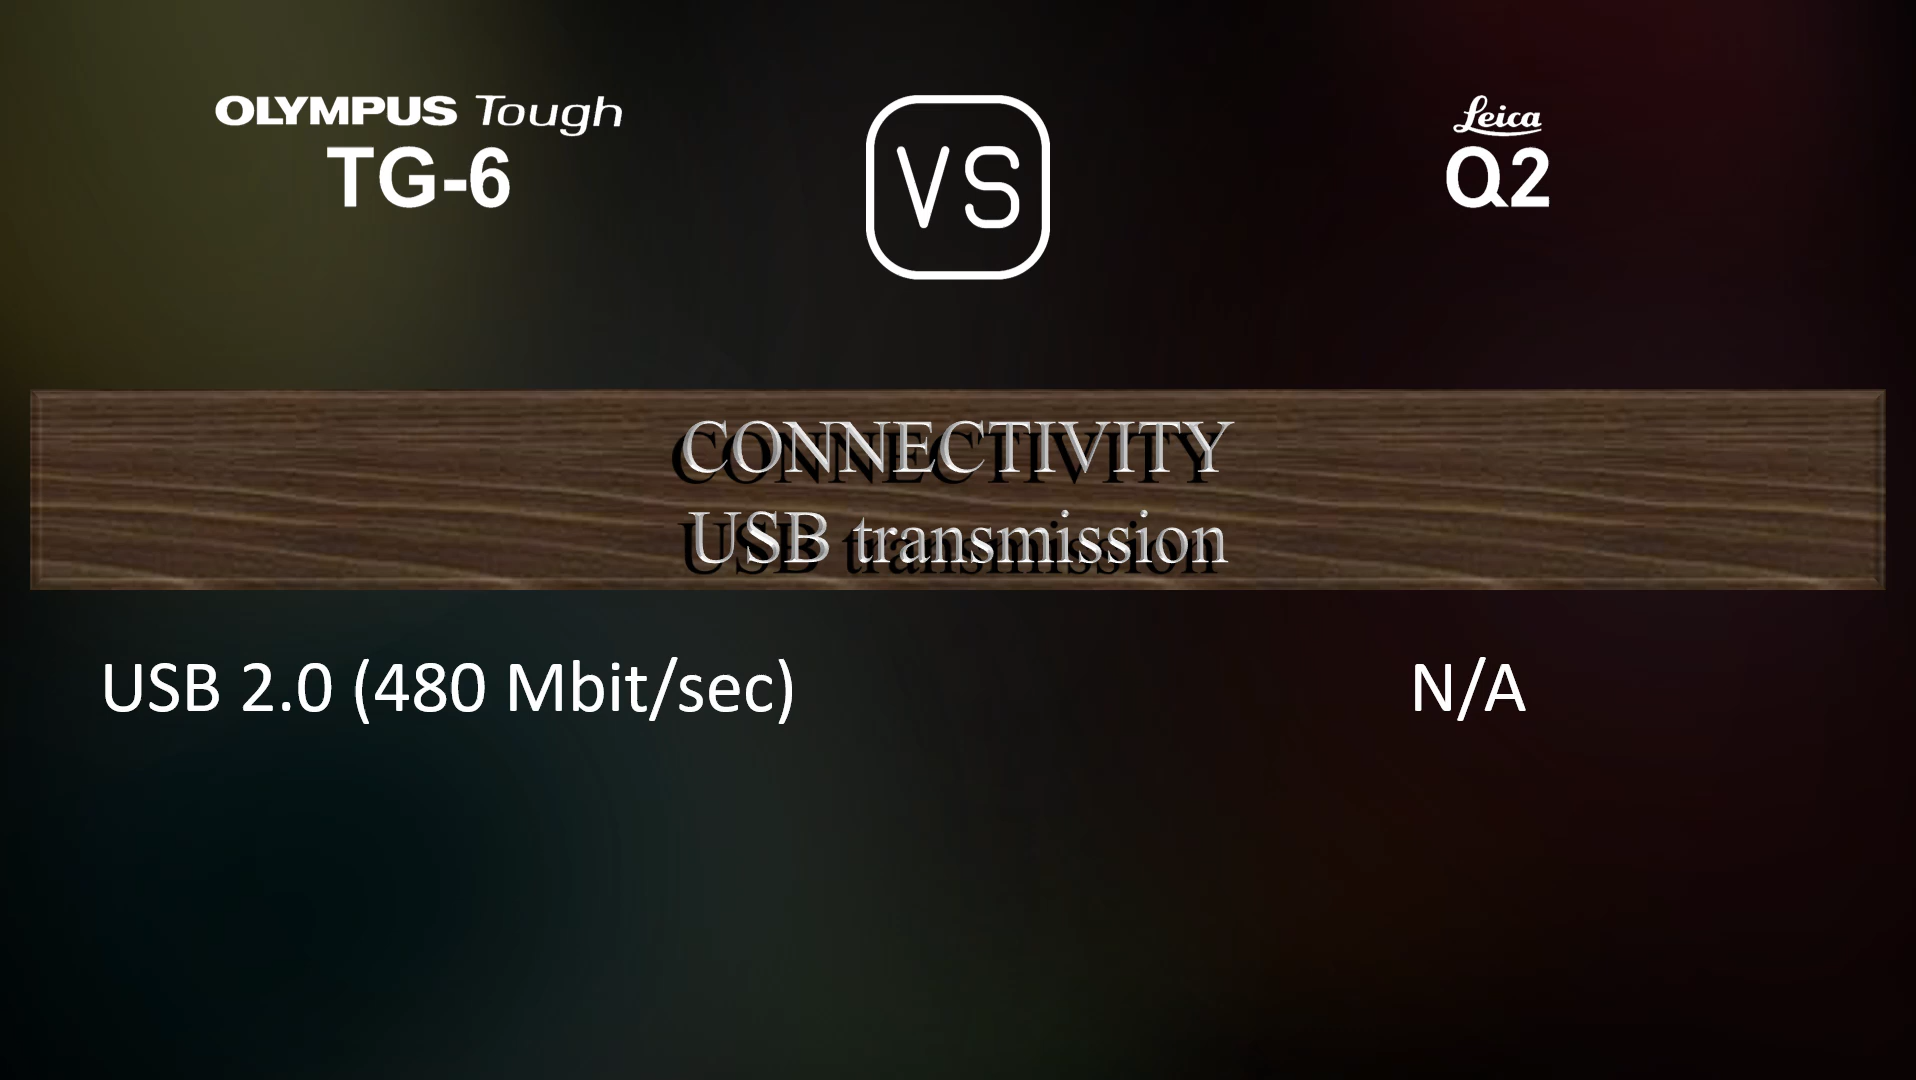 OLYMPUS Tough
TG-6
VS
Leica
Q2
CONNECTIVITY
USB transmission
USB 2.0 (480 Mbit/sec)
N/A